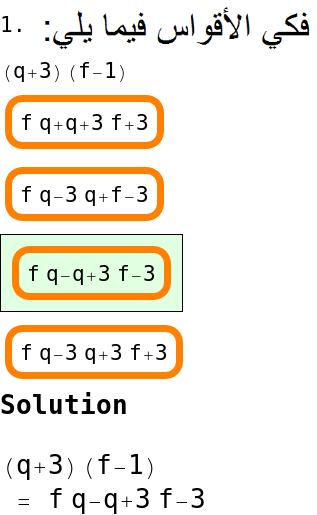 1. فكي الأقواس فيما يلي:
(q+3) (f−1)
f q+q+3 f+3
f q−3 q+f−3
f q−q+3 f−3
f q−3 q+3 f+3
Solution
(q+3) (f−1)
= f q−q+3 f−3